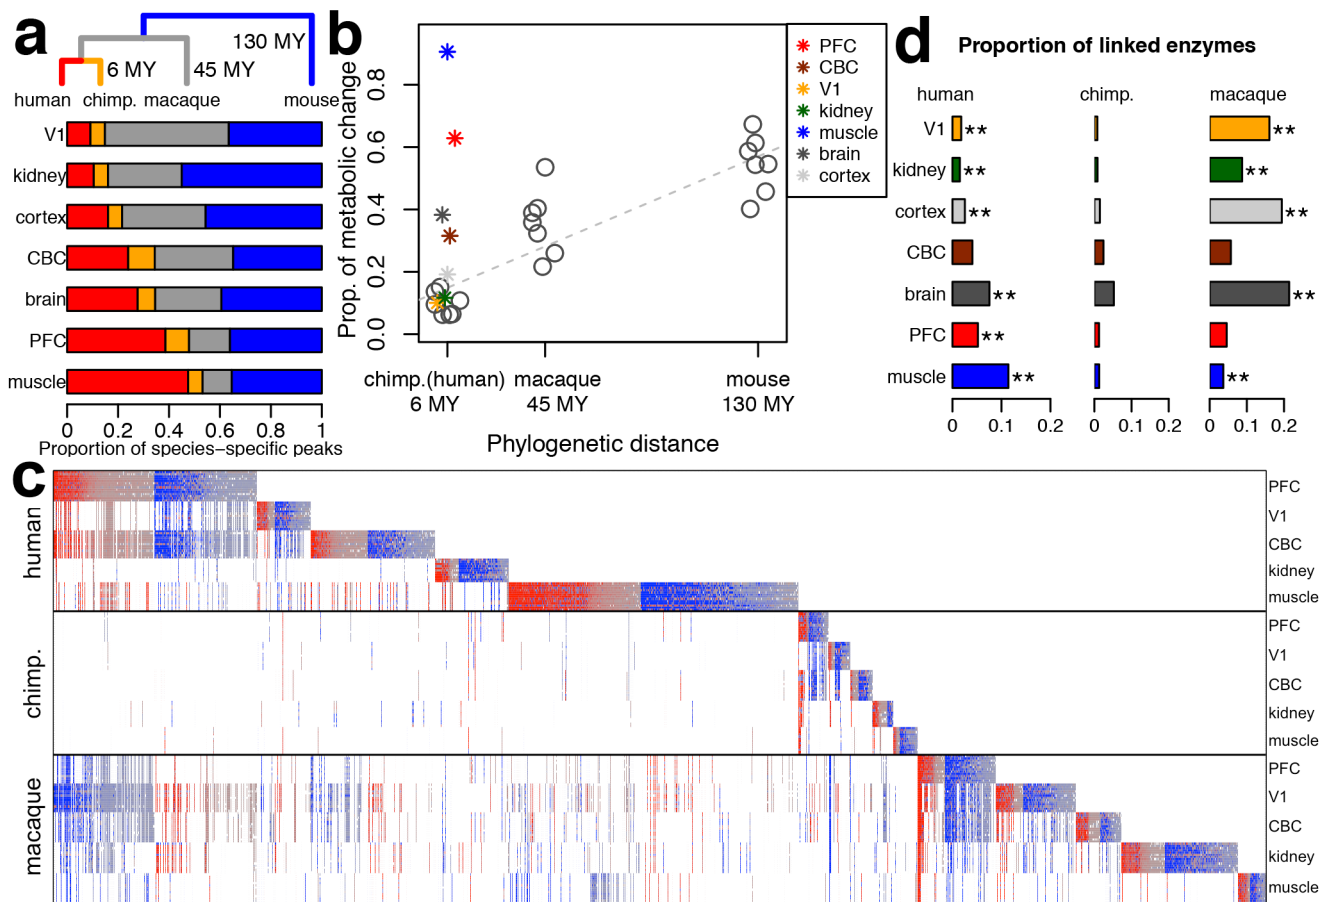 a
130 MY
6 MY
45 MY
human
chimp.
macaque
mouse
V1
kidney
cortex
CBC
brain
PFC
muscle
0
0.2
0.4
0.6
0.8
1
Proportion of species–specific peaks
b
Prop. of metabolic change
0.0
0.2
0.4
0.6
0.8
chimp.(human)
macaque
mouse
6 MY
45 MY
130 MY
Phylogenetic distance
PFC
CBC
V1
kidney
muscle
brain
cortex
d
Proportion of linked enzymes
human
chimp.
macaque
V1
**
**
kidney
**
**
cortex
**
**
CBC
brain
**
**
PFC
**
muscle
**
**
0
0.1
0.2
0
0.1
0.2
0
0.1
0.2
c
human
PFC
V1
CBC
kidney
muscle
chimp.
PFC
V1
CBC
kidney
muscle
macaque
PFC
V1
CBC
kidney
muscle